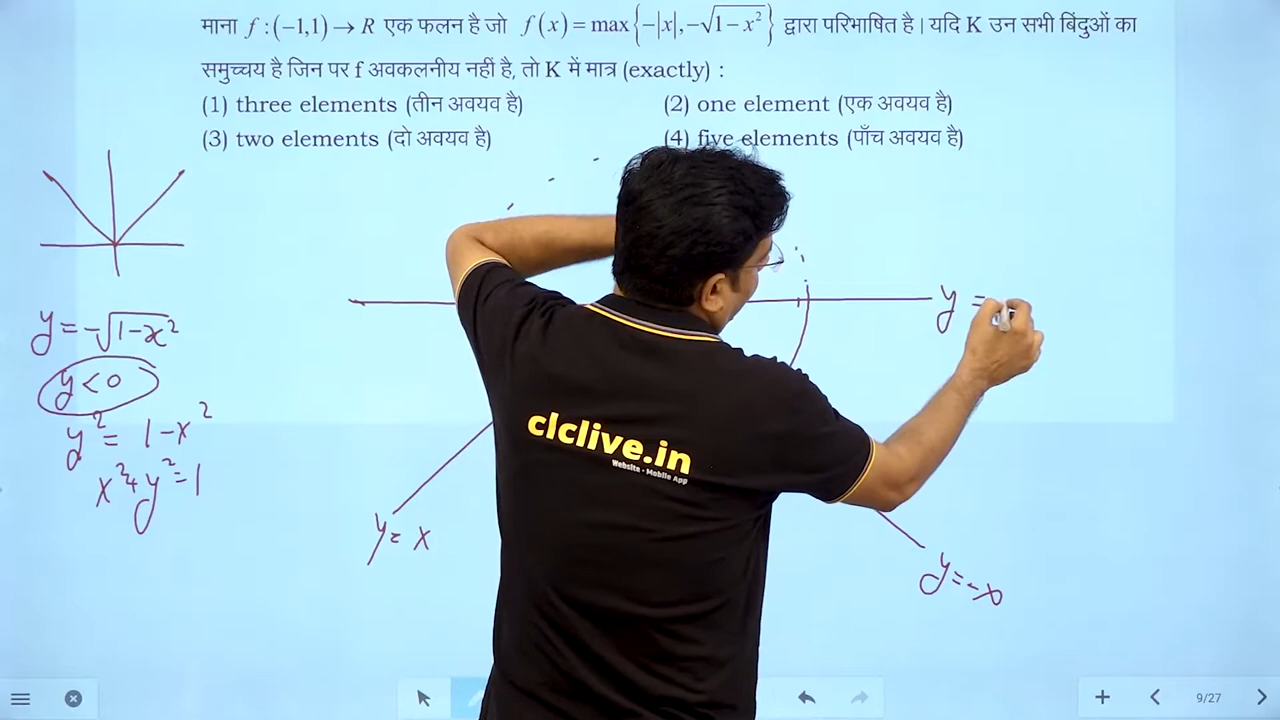 माना f : (−1,1) → R एक फलन है जो f(x) = max{−|x|, −√1−x²} द्वारा परिभाषित है। यदि K उन सभी बिंदुओं का
समुच्चय है जिन पर f अवकलनीय नहीं है, तो K में मात्र (exactly) :
(1) three elements (तीन अवयव है) (2) one element (एक अवयव है)
(3) two elements (दो अवयव है) (4) five elements (पाँच अवयव है)
y = −√1−x²
y < 0
y² = 1−x²
x²+y²=1
y =
y = x
y = −x
clclive.in
Website - Mobile App
9/27